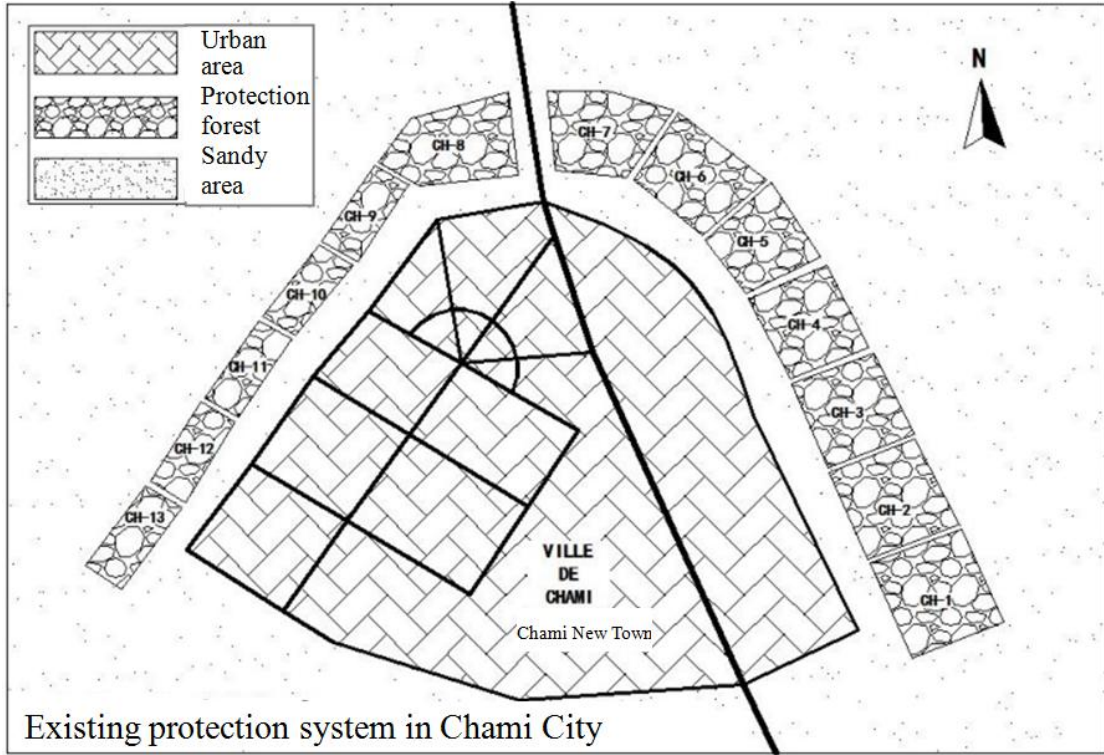 Urban
area
Protection
forest
Sandy
area
N
CH-8
CH-7
CH-6
CH-9
CH-5
CH-10
CH-4
CH-11
CH-3
CH-12
CH-2
CH-13
CH-1
VILLE
DE
CHAMI
Chami New Town
Existing protection system in Chami City